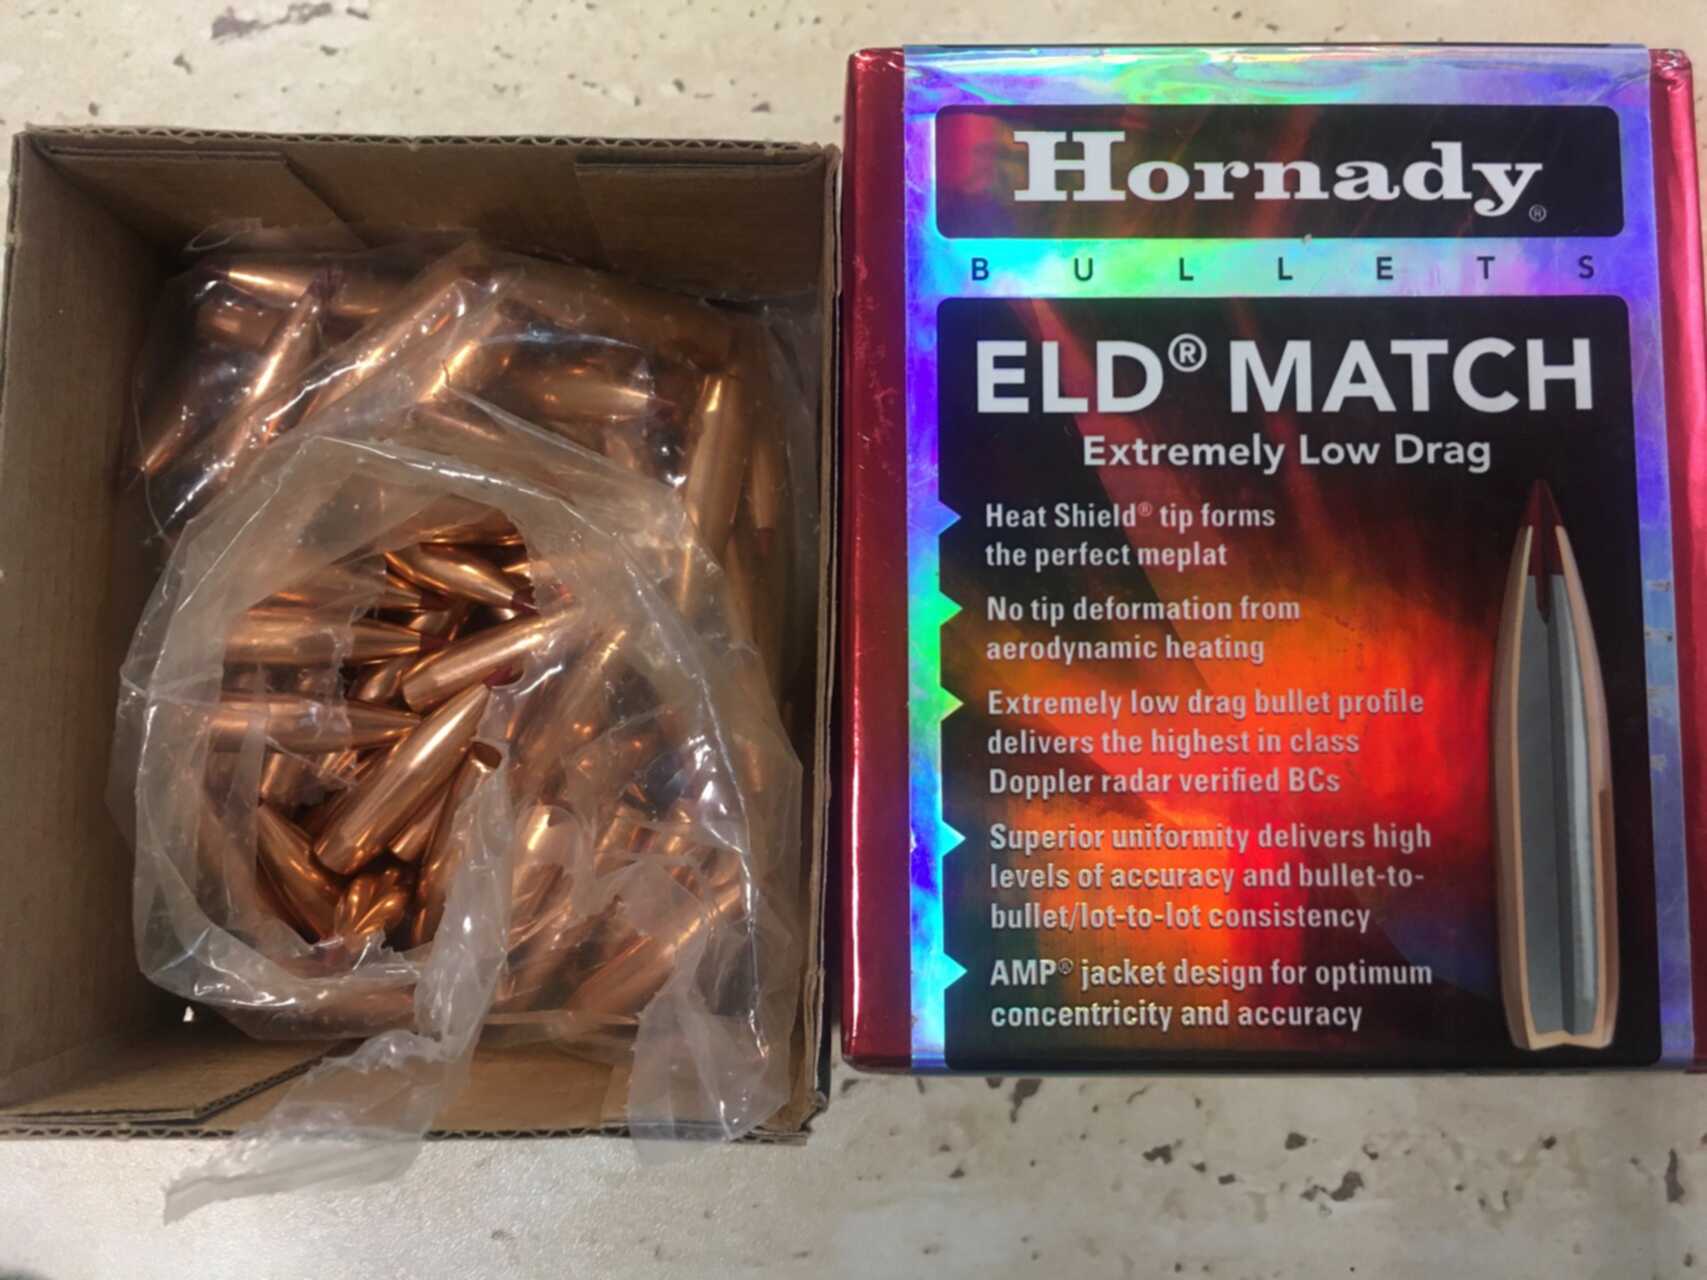 Hornady®
BULLETS
ELD® MATCH
Extremely Low Drag
Heat Shield® tip forms
the perfect meplat
No tip deformation from
aerodynamic heating
Extremely low drag bullet profile
delivers the highest in class
Doppler radar verified BCs
Superior uniformity delivers high
levels of accuracy and bullet-to-
bullet/lot-to-lot consistency
AMP® jacket design for optimum
concentricity and accuracy